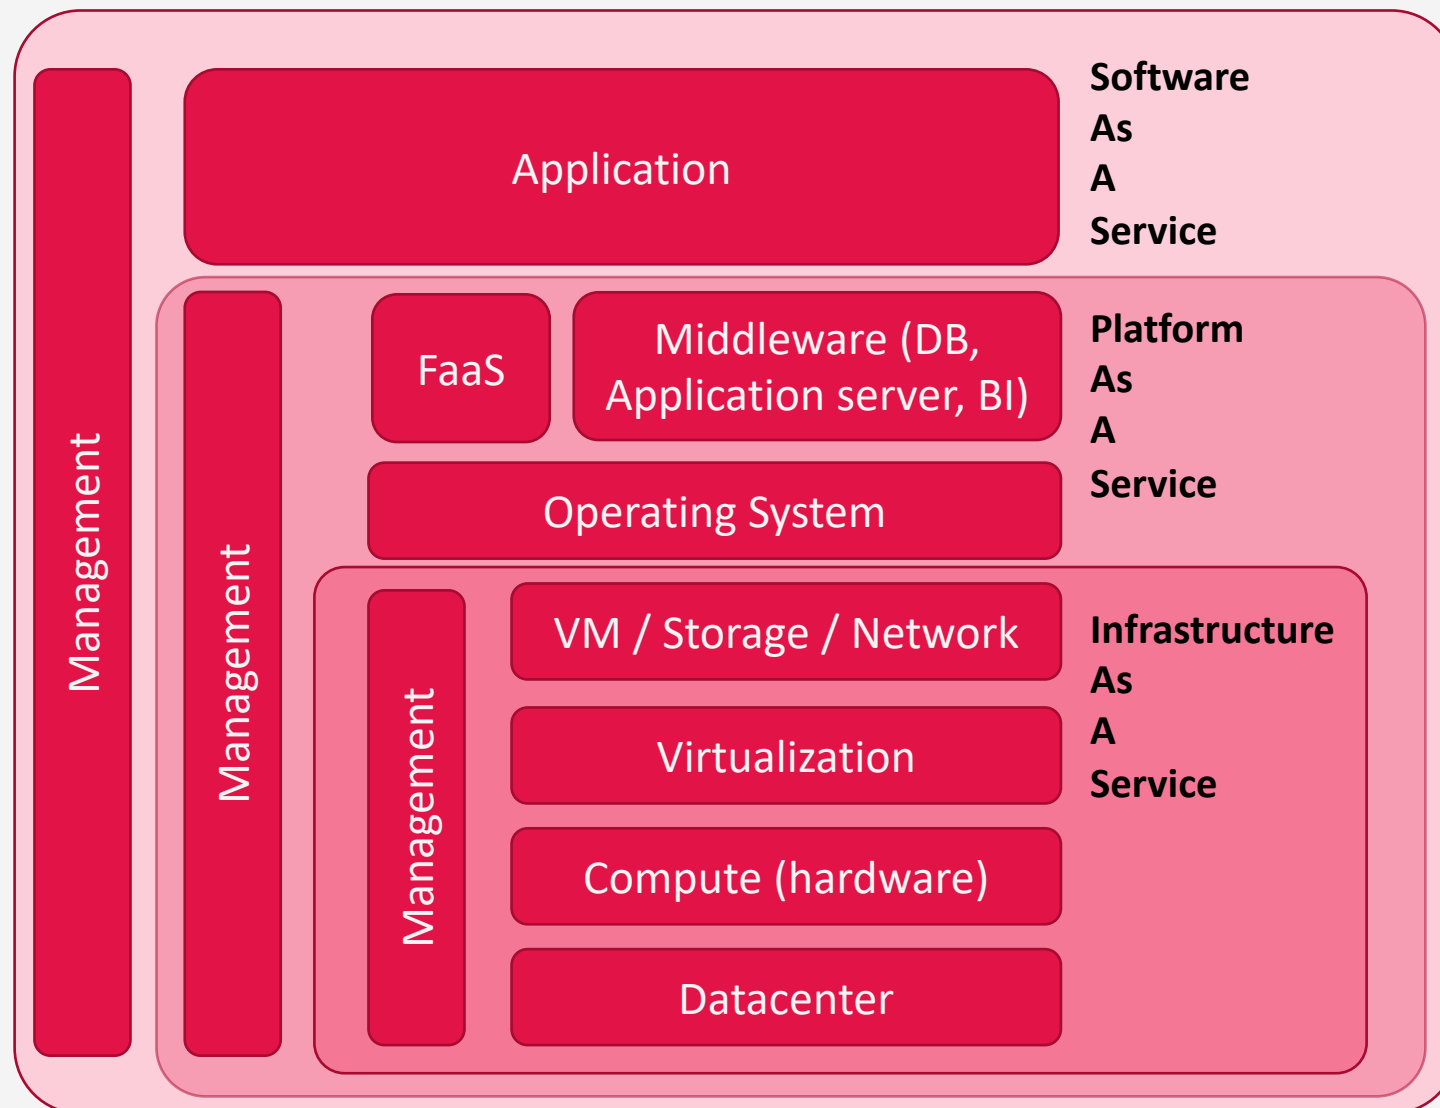 Management
Application
Software
As
A
Service
Management
FaaS
Middleware (DB,
Application server, BI)
Platform
As
A
Service
Operating System
Management
VM / Storage / Network
Infrastructure
As
A
Service
Virtualization
Compute (hardware)
Datacenter